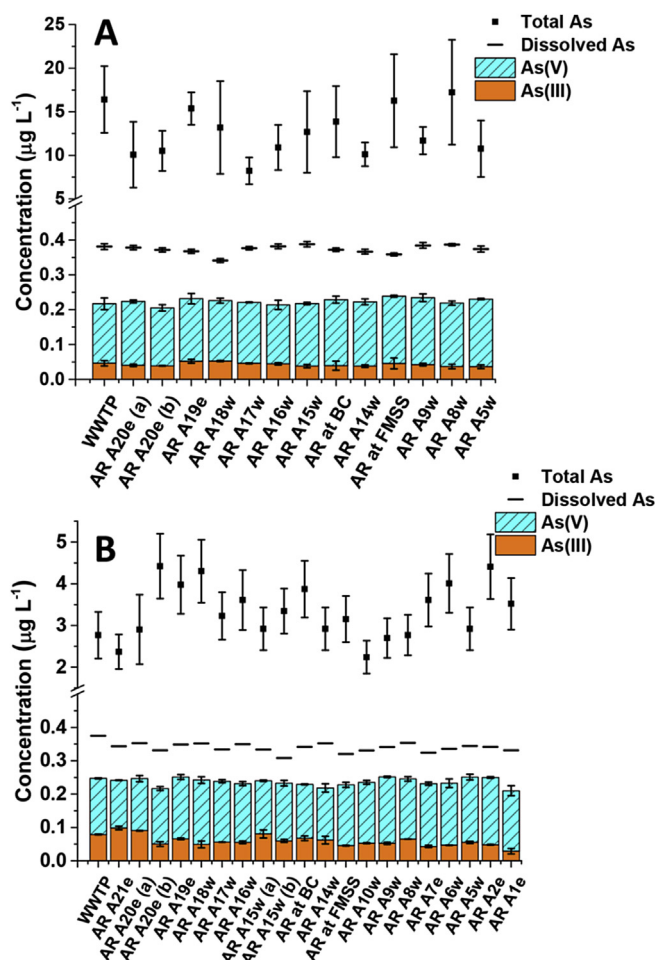 A
Total As
Dissolved As
As(V)
As(III)
Concentration (µg L⁻¹)
25
20
15
10
5
0.4
0.3
0.2
0.1
0.0
WWTP
AR A20e (a)
AR A20e (b)
AR A19e
AR A18w
AR A17w
AR A16w
AR A15w
AR at BC
AR A14w
AR at FMSS
AR A9w
AR A8w
AR A5w
B
Total As
Dissolved As
As(V)
As(III)
Concentration (µg L⁻¹)
5
4
3
2
0.4
0.3
0.2
0.1
0.0
WWTP
AR A21e
AR A20e (a)
AR A20e (b)
AR A19e
AR A18w
AR A17w
AR A16w
AR A15w (a)
AR A15w (b)
AR at BC
AR A14w
AR at FMSS
AR A10w
AR A9w
AR A8w
AR A7e
AR A6w
AR A5w
AR A2e
AR A1e